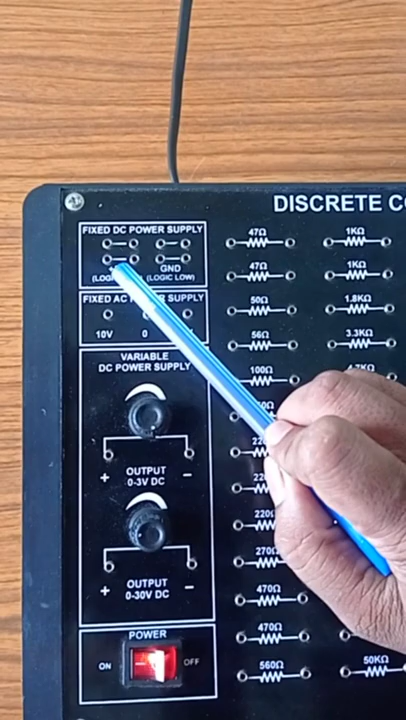 DISCRETE
FIXED DC POWER SUPPLY
GND
(LOGIC LOW)
FIXED AC POWER SUPPLY
10V 0
VARIABLE
DC POWER SUPPLY
+ OUTPUT −
0-3V DC
+ OUTPUT −
0-30V DC
POWER
ON OFF
47Ω 1KΩ
47Ω 1KΩ
50Ω 1.8KΩ
56Ω 3.3KΩ
100Ω
220Ω
270Ω
470Ω
470Ω
560Ω 50KΩ